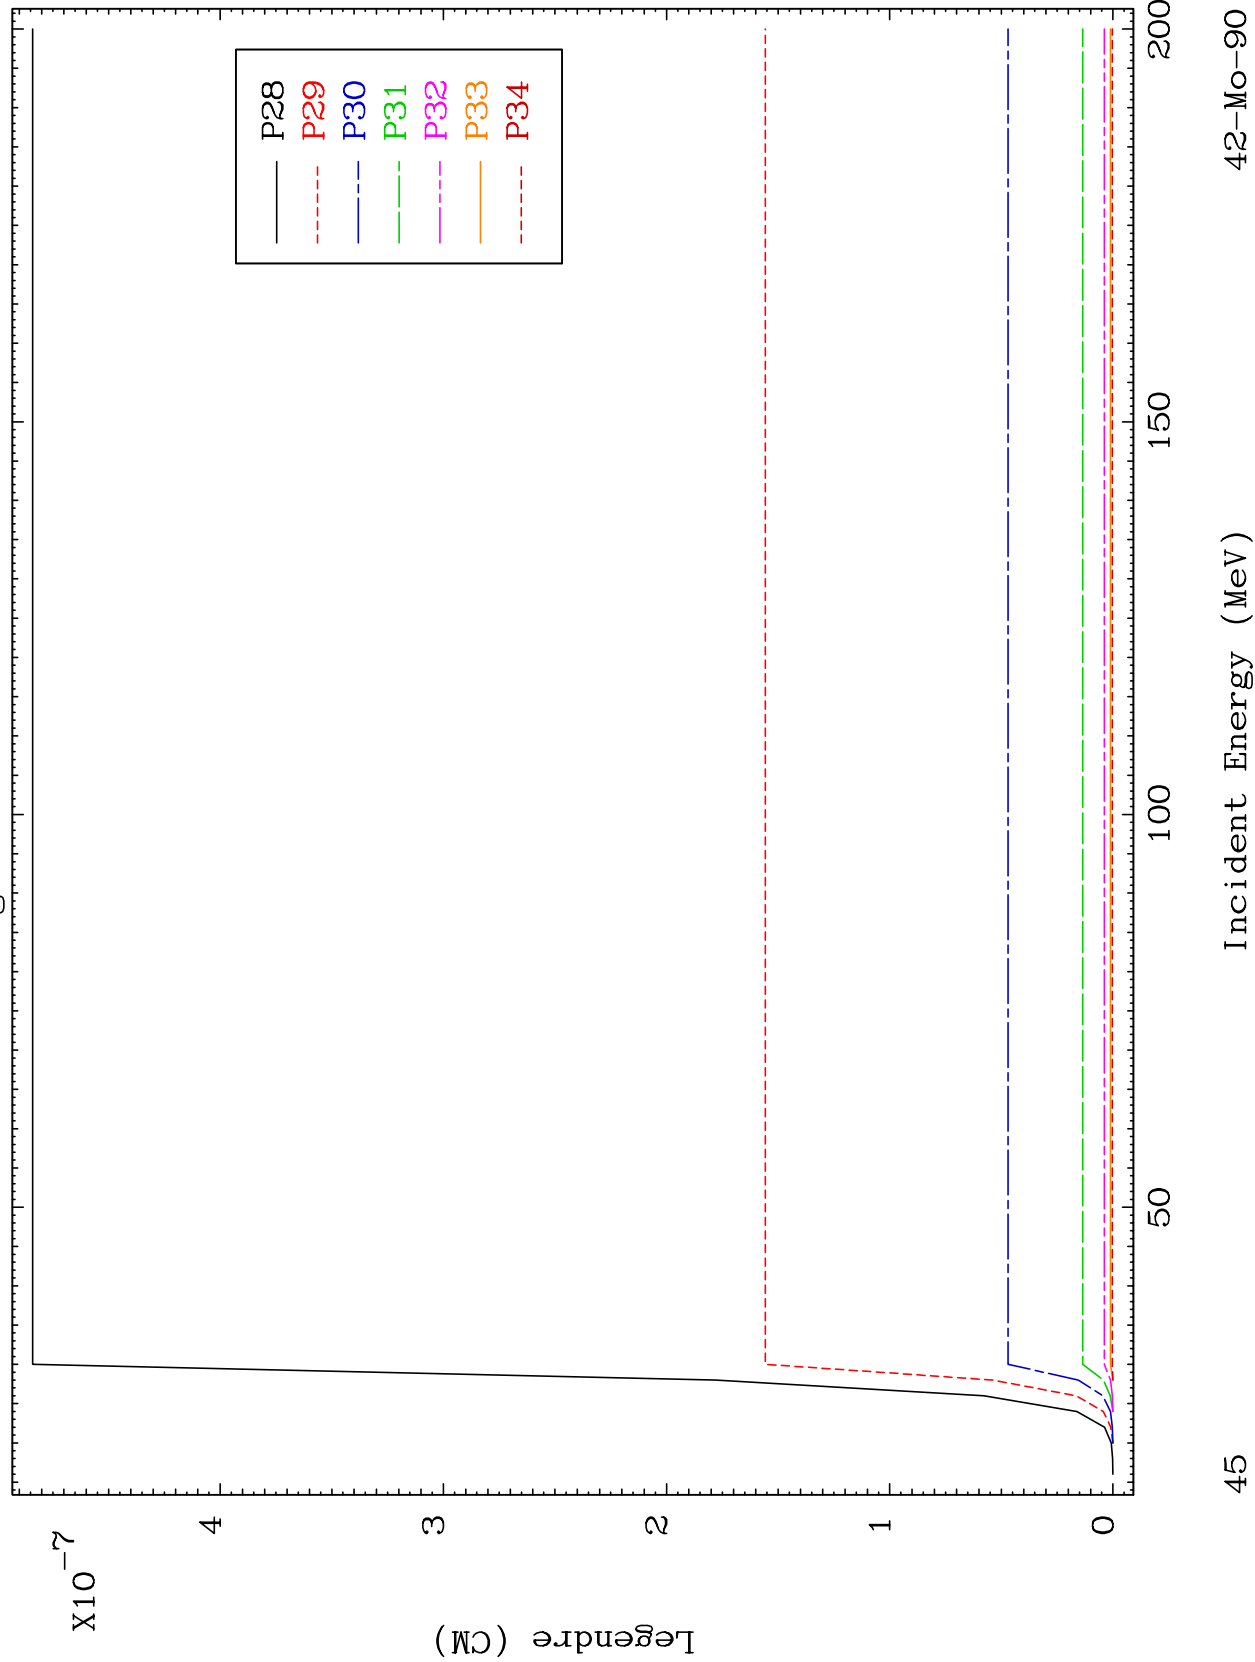 X10-7
Legendre (CM)
4
3
2
1
0
P28
P29
P30
P31
P32
P33
P34
50
100
150
200
Incident Energy (MeV)
45
42-Mo-90